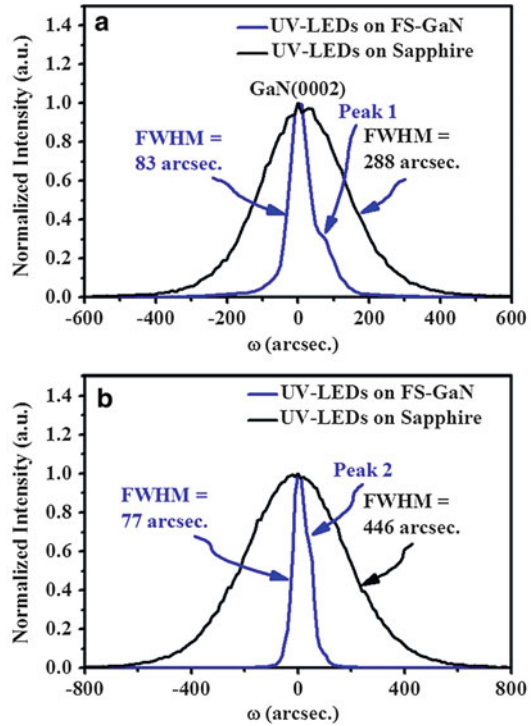 a
UV-LEDs on FS-GaN
UV-LEDs on Sapphire
GaN(0002)
Peak 1
FWHM =
83 arcsec.
FWHM =
288 arcsec.
Normalized Intensity (a.u.)
1.4
1.2
1.0
0.8
0.6
0.4
0.2
0.0
-600 -400 -200 0 200 400 600
ω (arcsec.)
b
UV-LEDs on FS-GaN
UV-LEDs on Sapphire
Peak 2
FWHM =
77 arcsec.
FWHM =
446 arcsec.
Normalized Intensity (a.u.)
1.4
1.2
1.0
0.8
0.6
0.4
0.2
0.0
-800 -400 0 400 800
ω (arcsec.)